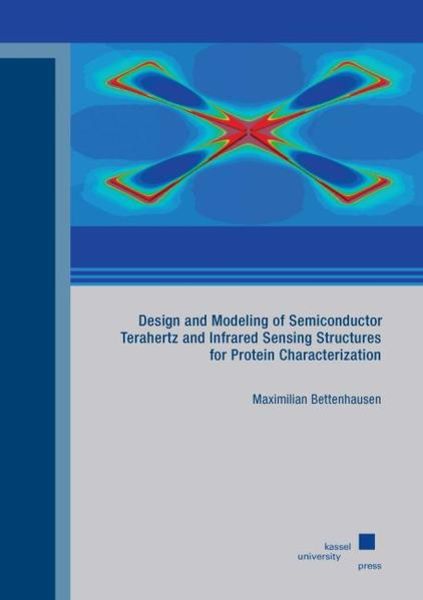 Design and Modeling of Semiconductor
Terahertz and Infrared Sensing Structures
for Protein Characterization
Maximilian Bettenhausen
kassel
university
press